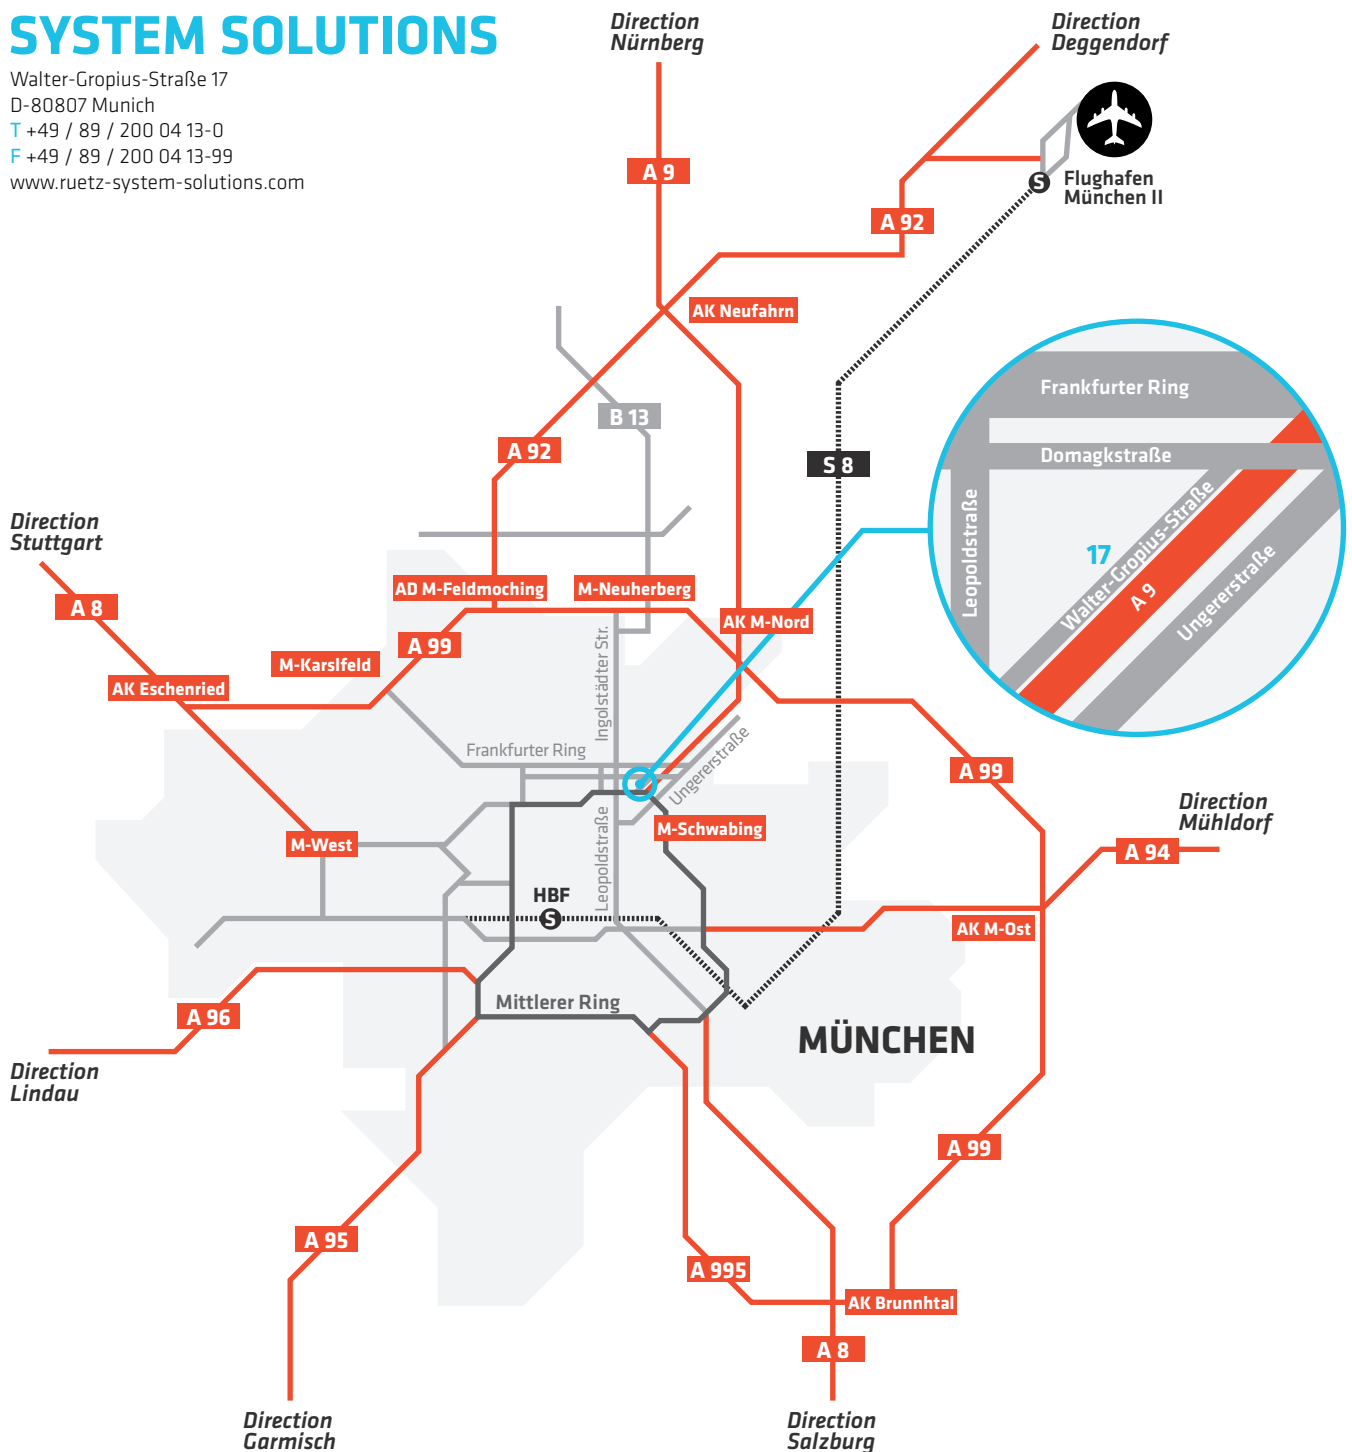 SYSTEM SOLUTIONS
Walter-Gropius-Straße 17
D-80807 Munich
T +49 / 89 / 200 04 13-0
F +49 / 89 / 200 04 13-99
www.ruetz-system-solutions.com
Direction
Nürnberg
Direction
Deggendorf
A 9
S
Flughafen
München II
A 92
AK Neufahrn
B 13
A 92
S 8
Frankfurter Ring
Domagkstraße
Leopoldstraße
17
Walter-Gropius-Straße
A 9
Ungererstraße
Direction
Stuttgart
A 8
AD M-Feldmoching
M-Neuherberg
AK M-Nord
A 99
M-Karslfeld
AK Eschenried
Ingolstädter Str.
Frankfurter Ring
Ungererstraße
A 99
Direction
Mühldorf
M-Schwabing
M-West
Leopoldstraße
A 94
HBF
S
AK M-Ost
Mittlerer Ring
A 96
MÜNCHEN
Direction
Lindau
A 99
A 95
A 995
AK Brunnhtal
A 8
Direction
Garmisch
Direction
Salzburg